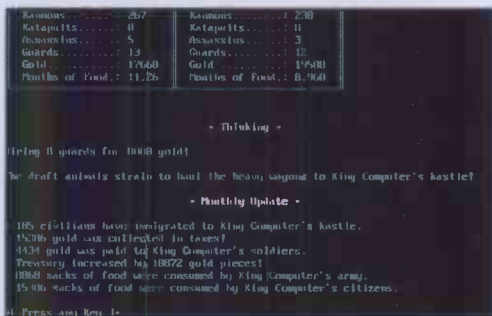 Kannons........: 267 Kannons........: 230
Katapults......: 0 Katapults......: 0
Assassins......: 5 Assassins......: 3
Guards.........: 13 Guards.........: 12
Gold...........: 17660 Gold...........:
Months of Food.: 11.26 Months of Food.: 8.460
- Thinking -
Hiring 8 guards for 8000 gold!
The draft animals strain to haul the heavy wagons to King Computer's kastle!
- Monthly Update -
105 civilians have immigrated to King Computer's kastle.
15306 gold was collected in taxes!
4434 gold was paid to King Computer's soldiers.
Treasury increased by 10872 gold pieces!
8868 sacks of food were consumed by King Computer's army.
15306 sacks of food were consumed by King Computer's citizens.
Press any Key